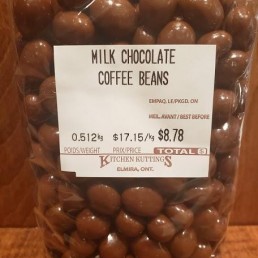 MILK CHOCOLATE
COFFEE BEANS
EMPAQ. LE/PKGD. ON
MEIL. AVANT / BEST BEFORE
0.512kg $17.15/kg $8.78
POIDS/WEIGHT PRIX/PRICE TOTAL ($)
KITCHEN KUTTINGS
ELMIRA, ONT.